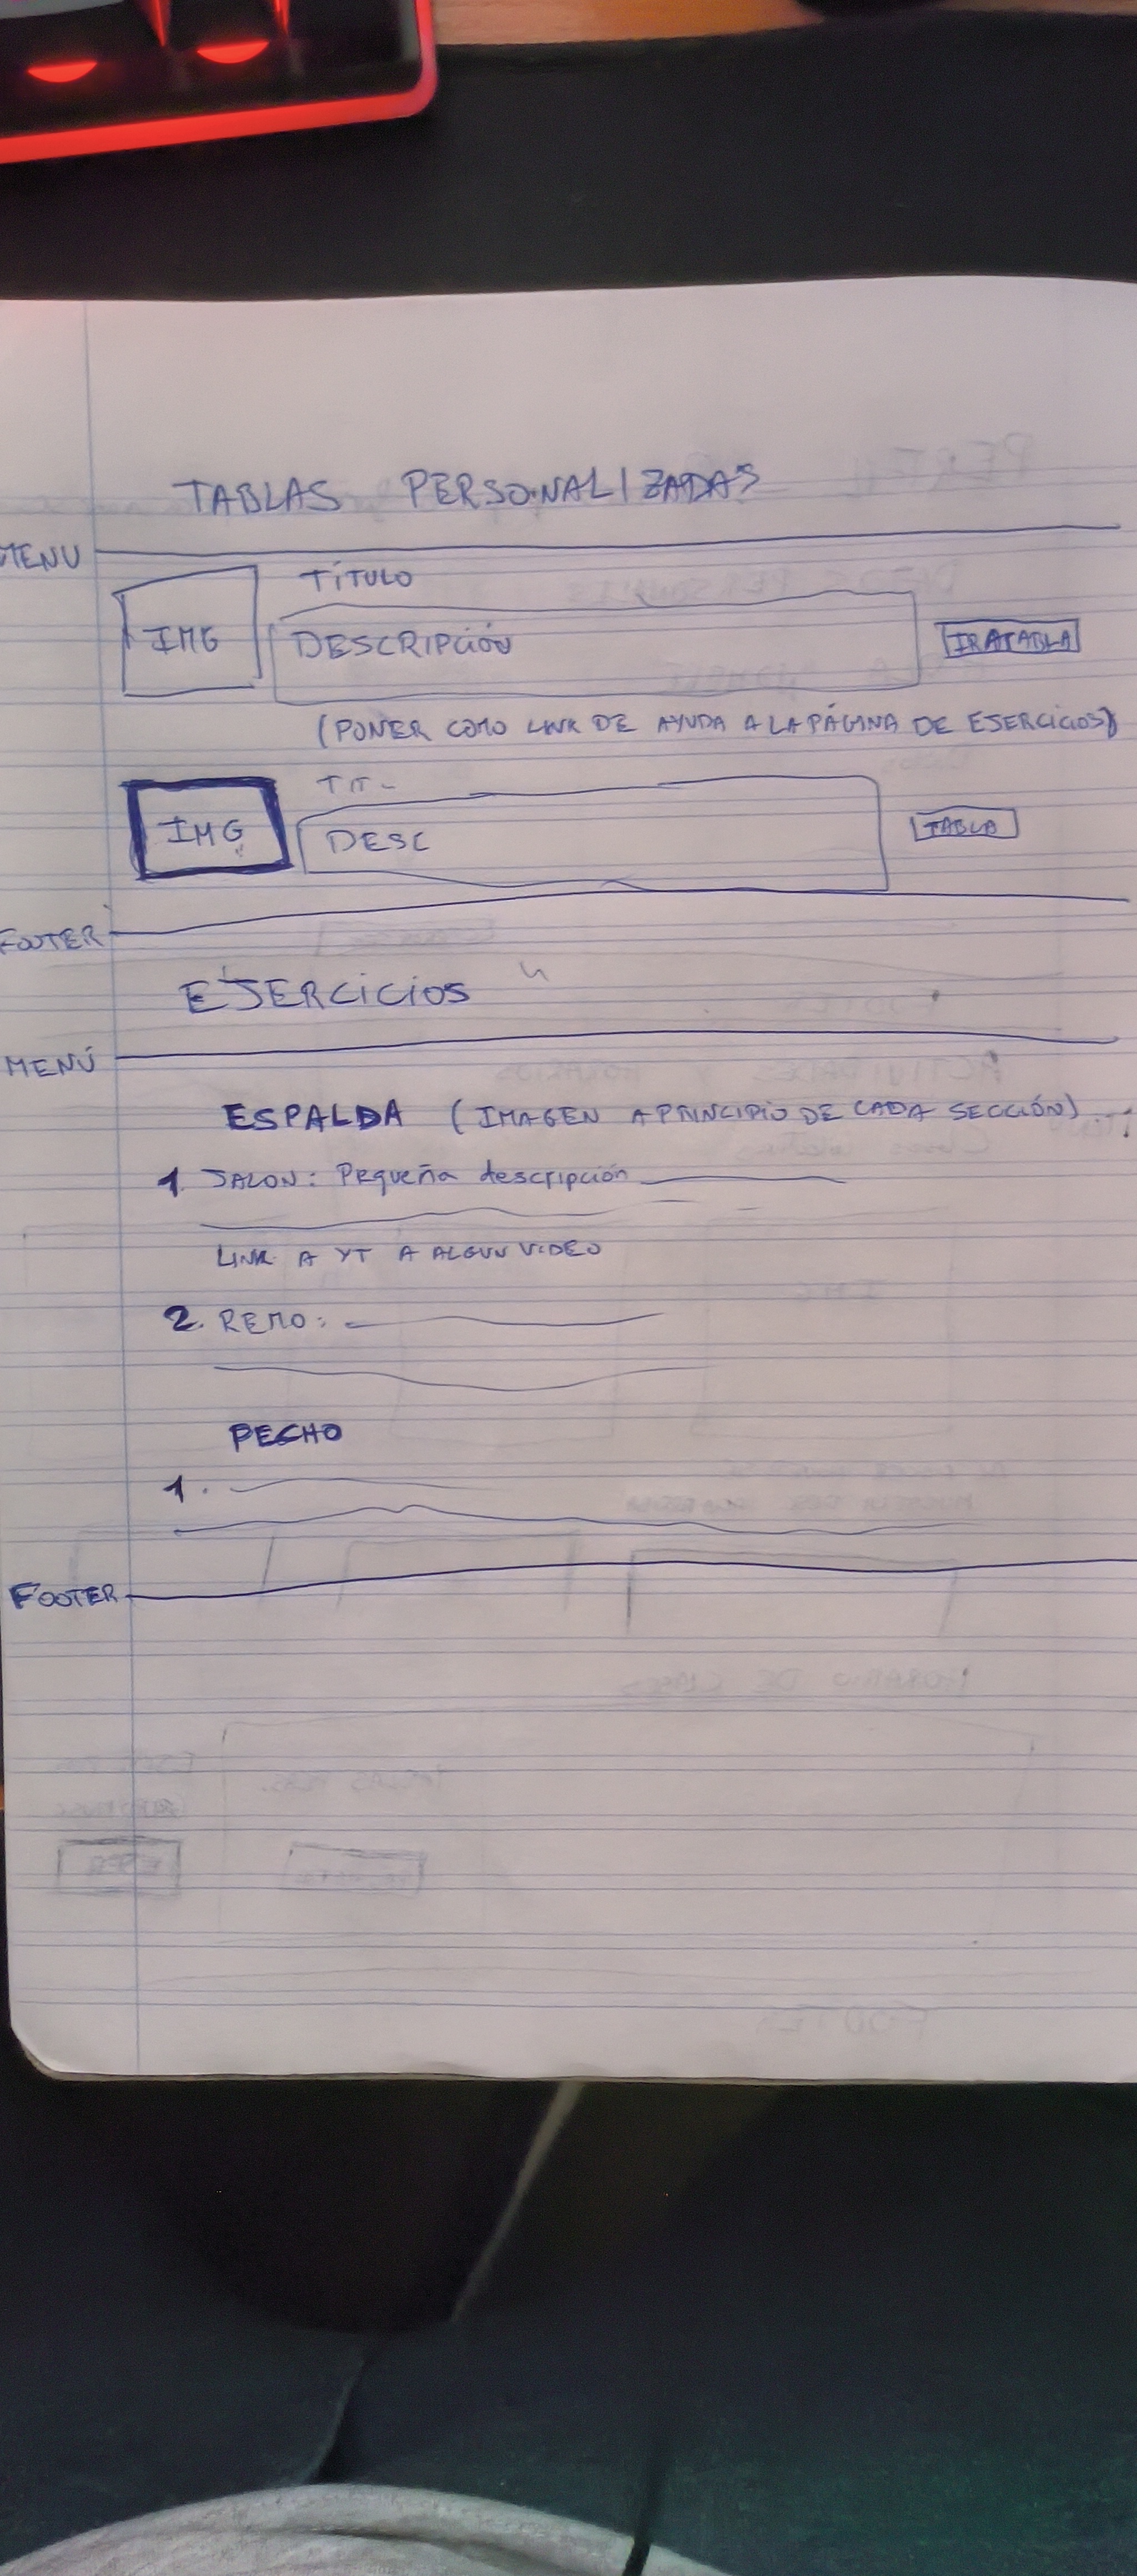 TABLAS PERSONALIZADAS
MENU
TÍTULO
IMG
DESCRIPCIÓN
IR A TABLA
(PONER COMO LINK DE AYUDA A LA PÁGINA DE EJERCICIOS)
TIT-
IMG
DESC
TABLA
FOOTER
EJERCICIOS
MENÚ
ESPALDA (IMAGEN A PRINCIPIO DE CADA SECCIÓN)
1. JALON: Pequeña descripción
LINK A YT A ALGUN VIDEO
2. REMO:
PECHO
1.
FOOTER